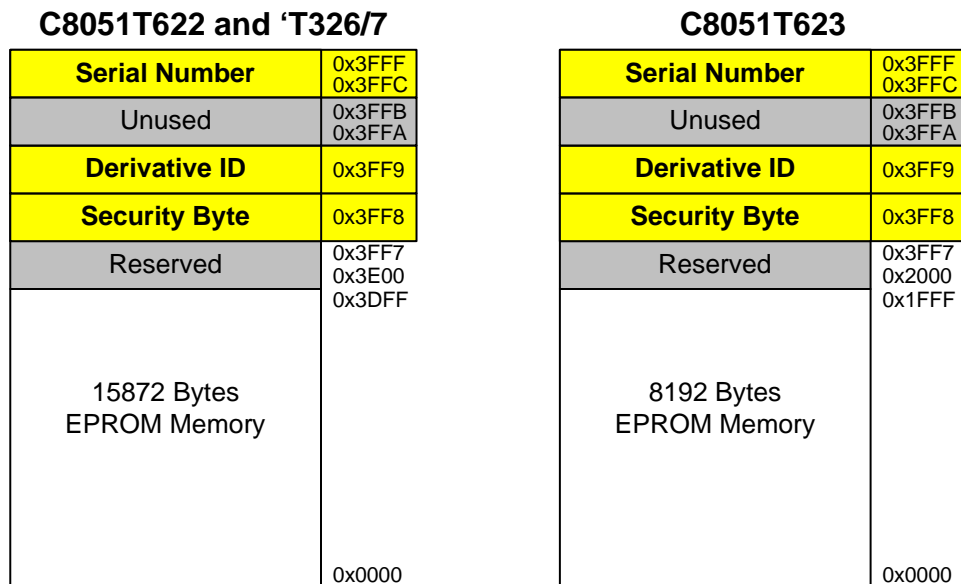 C8051T622 and ‘T326/7
Serial Number
0x3FFF
0x3FFC
Unused
0x3FFB
0x3FFA
Derivative ID
0x3FF9
Security Byte
0x3FF8
Reserved
0x3FF7
0x3E00
0x3DFF
15872 Bytes
EPROM Memory
0x0000
C8051T623
Serial Number
0x3FFF
0x3FFC
Unused
0x3FFB
0x3FFA
Derivative ID
0x3FF9
Security Byte
0x3FF8
Reserved
0x3FF7
0x2000
0x1FFF
8192 Bytes
EPROM Memory
0x0000